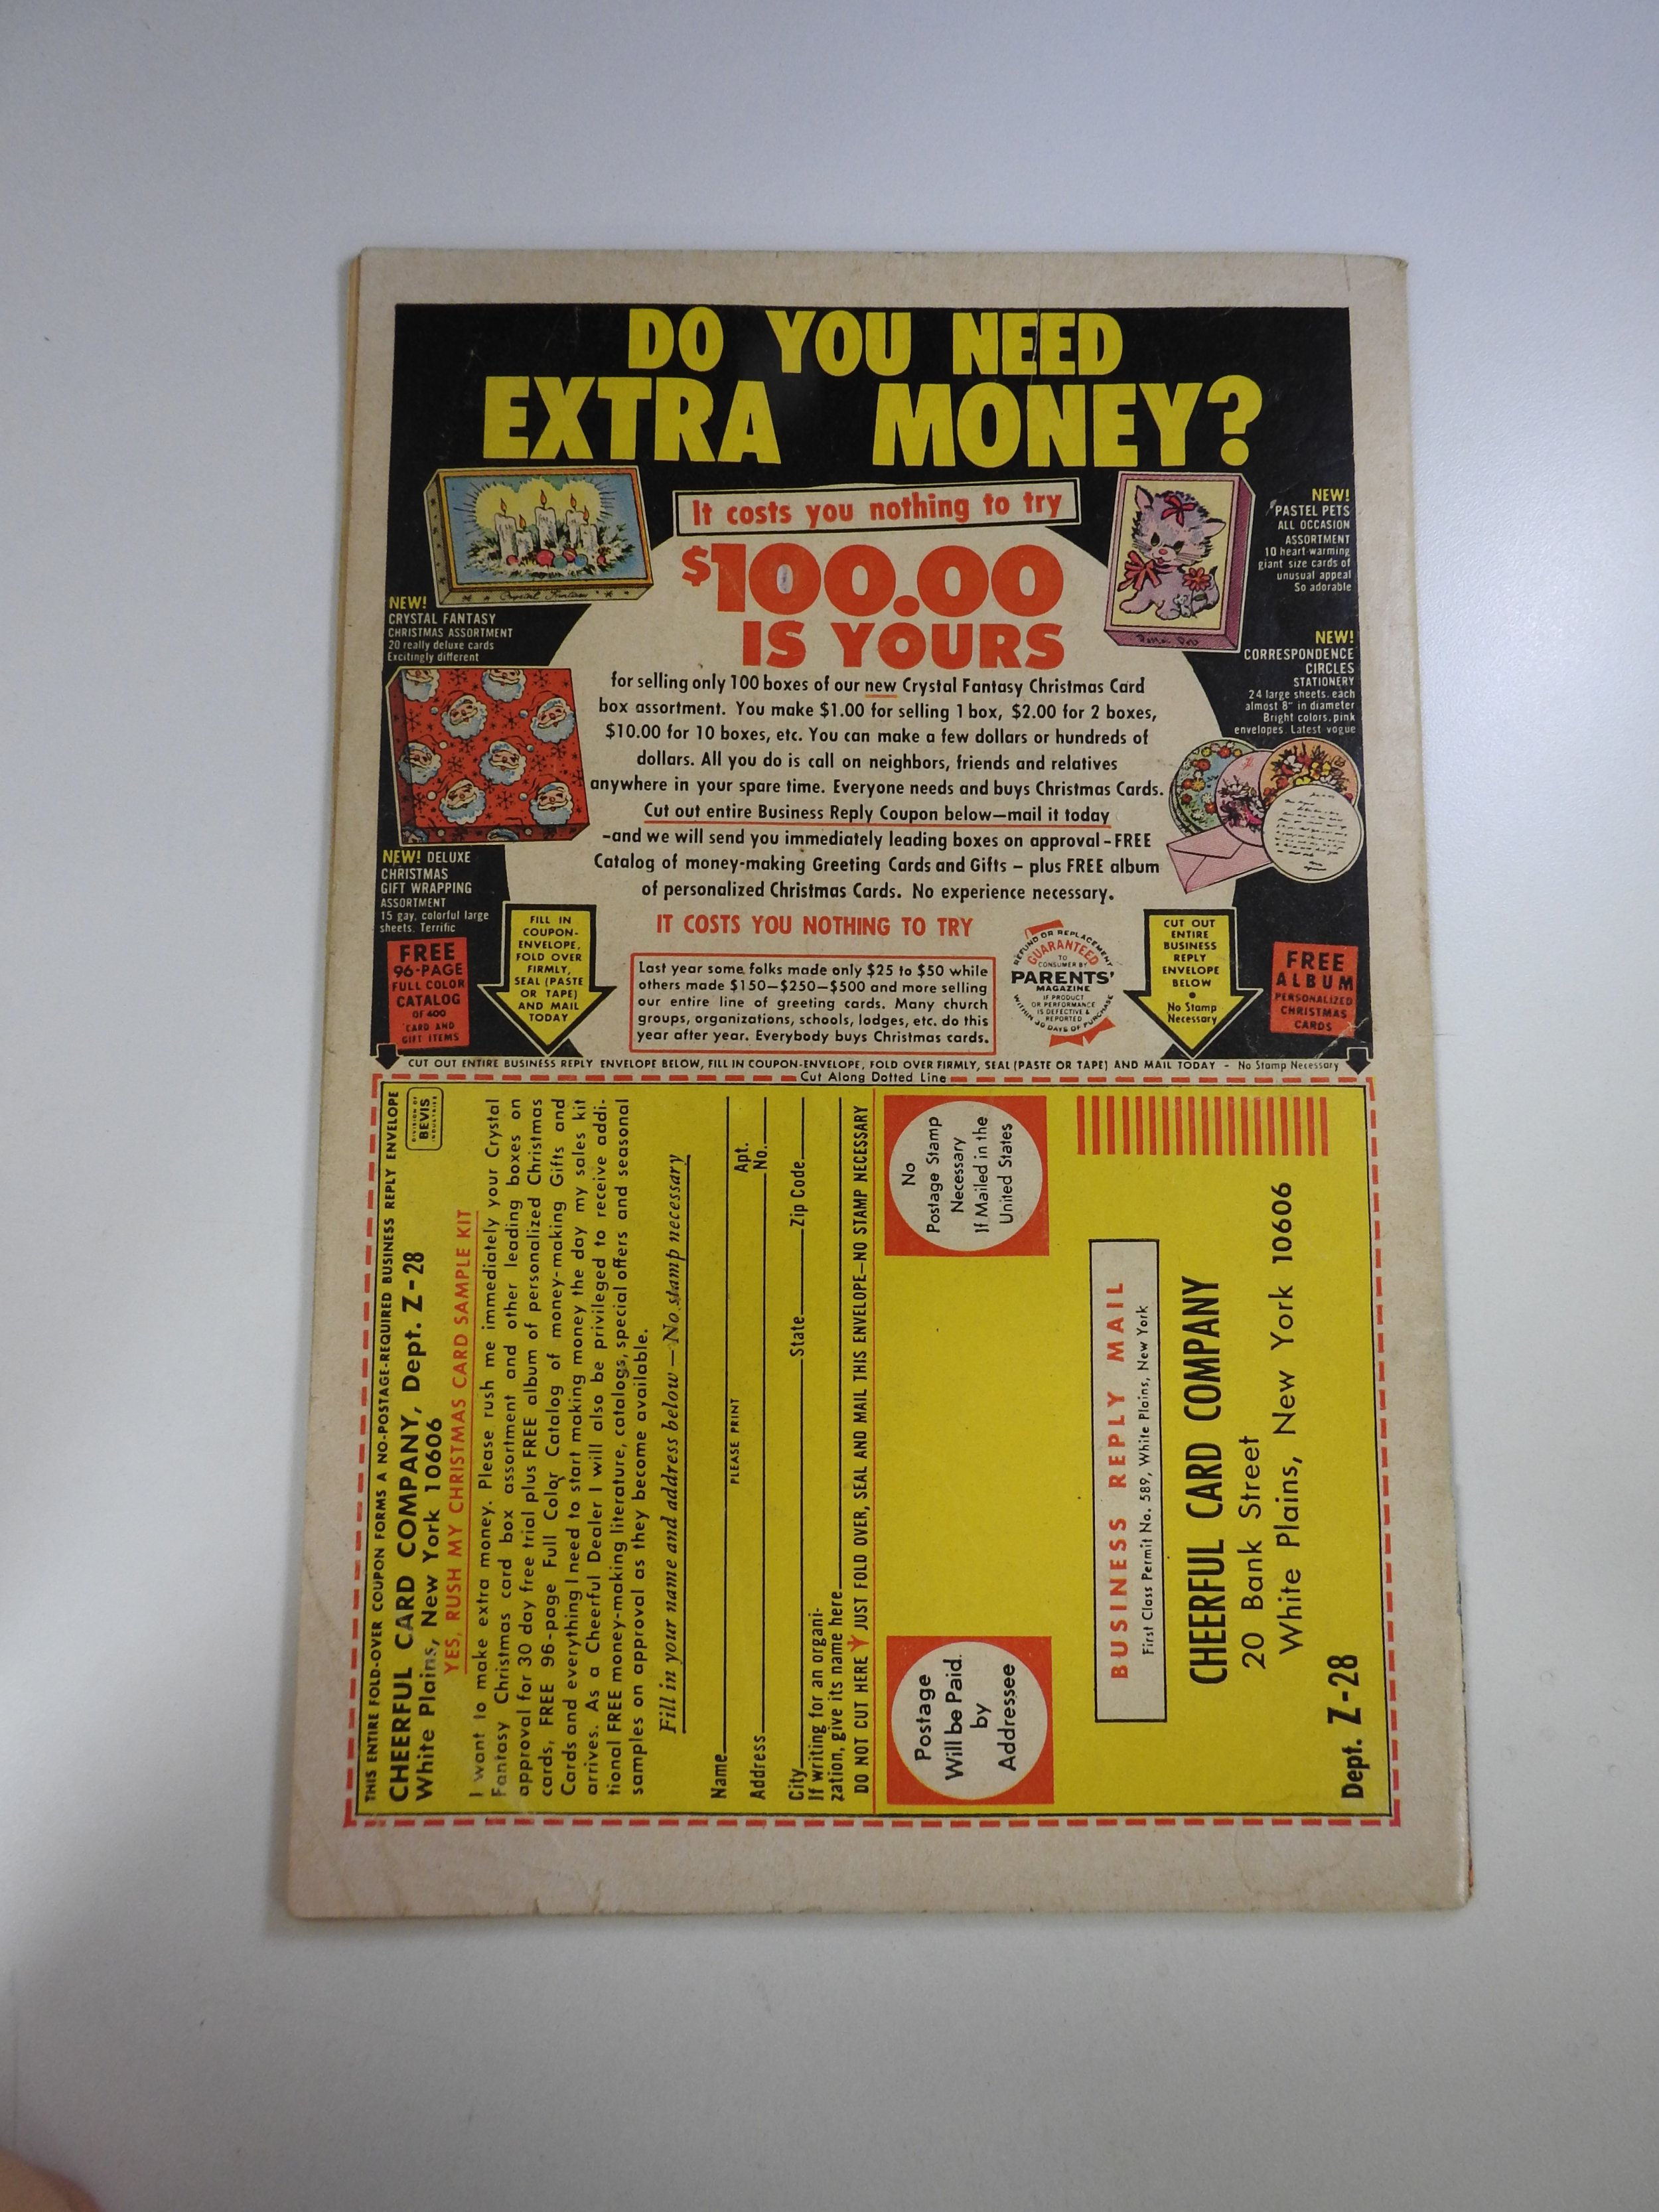 DO YOU NEED
EXTRA MONEY?
It costs you nothing to try
$100.00
IS YOURS
Crystal Fantasy
NEW!
CRYSTAL FANTASY
CHRISTMAS ASSORTMENT
20 really deluxe cards
Excitingly different
NEW!
PASTEL PETS
ALL OCCASION
ASSORTMENT
10 heart-warming
giant size cards of
unusual appeal
So adorable
NEW!
CORRESPONDENCE
CIRCLES
STATIONERY
24 large sheets, each
almost 8" in diameter
Bright colors, pink
envelopes. Latest vogue
for selling only 100 boxes of our new Crystal Fantasy Christmas Card
box assortment. You make $1.00 for selling 1 box, $2.00 for 2 boxes,
$10.00 for 10 boxes, etc. You can make a few dollars or hundreds of
dollars. All you do is call on neighbors, friends and relatives
anywhere in your spare time. Everyone needs and buys Christmas Cards.
Cut out entire Business Reply Coupon below—mail it today
-and we will send you immediately leading boxes on approval - FREE
Catalog of money-making Greeting Cards and Gifts - plus FREE album
of personalized Christmas Cards. No experience necessary.
NEW! DELUXE
CHRISTMAS
GIFT WRAPPING
ASSORTMENT
15 gay, colorful large
sheets. Terrific
FREE
96-PAGE
FULL COLOR
CATALOG
OF 400
CARD AND
GIFT ITEMS
FILL IN
COUPON-
ENVELOPE,
FOLD OVER
FIRMLY,
SEAL (PASTE
OR TAPE)
AND MAIL
TODAY
IT COSTS YOU NOTHING TO TRY
Last year some folks made only $25 to $50 while
others made $150—$250—$500 and more selling
our entire line of greeting cards. Many church
groups, organizations, schools, lodges, etc. do this
year after year. Everybody buys Christmas cards.
REFUND OR REPLACEMENT
GUARANTEED
TO
CONSUMER BY
PARENTS'
MAGAZINE
IF PRODUCT
OR PERFORMANCE
IS DEFECTIVE &
REPORTED
WITHIN 30 DAYS OF PURCHASE
CUT OUT
ENTIRE
BUSINESS
REPLY
ENVELOPE
BELOW
•
No Stamp
Necessary
FREE
ALBUM
PERSONALIZED
CHRISTMAS
CARDS
CUT OUT ENTIRE BUSINESS REPLY ENVELOPE BELOW, FILL IN COUPON-ENVELOPE, FOLD OVER FIRMLY, SEAL (PASTE OR TAPE) AND MAIL TODAY - No Stamp Necessary
Cut Along Dotted Line
THIS ENTIRE FOLD-OVER COUPON FORMS A NO-POSTAGE-REQUIRED BUSINESS REPLY ENVELOPE
CHEERFUL CARD COMPANY, Dept. Z-28
White Plains, New York 10606
DIVISION OF
BEVIS
INDUSTRIES
YES, RUSH MY CHRISTMAS CARD SAMPLE KIT
I want to make extra money. Please rush me immediately your Crystal
Fantasy Christmas card box assortment and other leading boxes on
approval for 30 day free trial plus FREE album of personalized Christmas
cards, FREE 96-page Full Color Catalog of money-making Gifts and
Cards and everything I need to start making money the day my sales kit
arrives. As a Cheerful Dealer I will also be privileged to receive addi-
tional FREE money-making literature, catalogs, special offers and seasonal
samples on approval as they become available.
Fill in your name and address below—No stamp necessary
Name
PLEASE PRINT
Address
Apt.
No.
City
State
Zip Code
If writing for an organi-
zation, give its name here
DO NOT CUT HERE JUST FOLD OVER, SEAL AND MAIL THIS ENVELOPE—NO STAMP NECESSARY
Postage
Will be Paid
by
Addressee
No
Postage Stamp
Necessary
If Mailed in the
United States
BUSINESS REPLY MAIL
First Class Permit No. 589, White Plains, New York
CHEERFUL CARD COMPANY
20 Bank Street
White Plains, New York 10606
Dept. Z-28